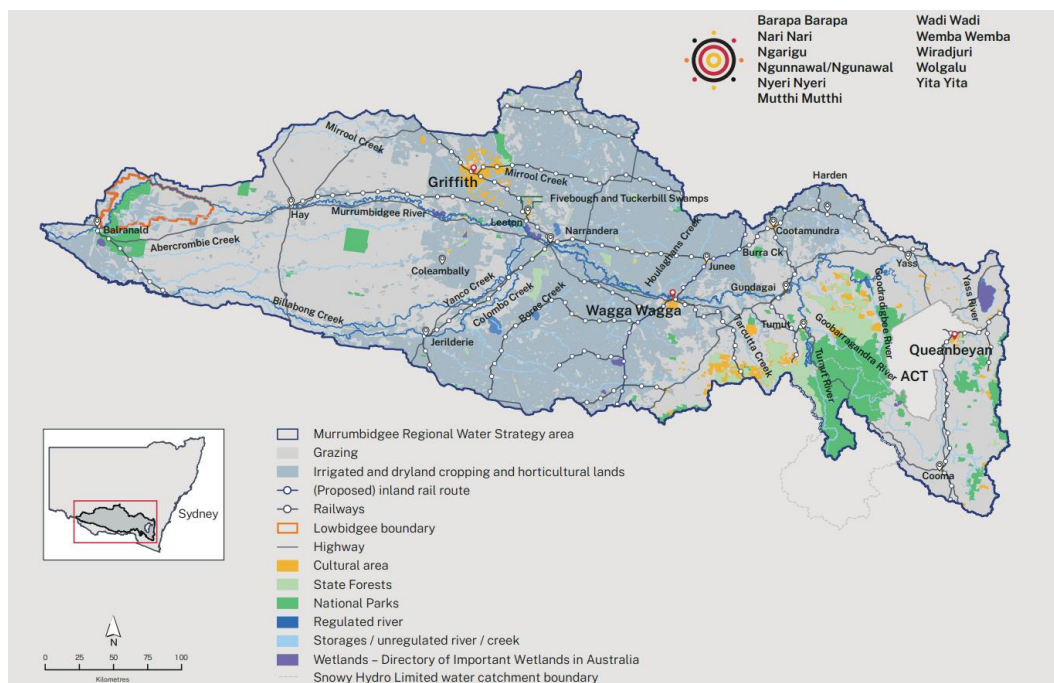 Barapa Barapa
Nari Nari
Ngarigu
Ngunnawal/Ngunawal
Nyeri Nyeri
Mutthi Mutthi
Wadi Wadi
Wemba Wemba
Wiradjuri
Wolgalu
Yita Yita
Mirrool Creek
Griffith
Mirrool Creek
Harden
Fivebough and Tuckerbill Swamps
Hay
Murrumbidgee River
Leeton
Balranald
Abercrombie Creek
Narrandera
Cootamundra
Houlaghans Creek
Burra Ck
Junee
Yass
Coleambally
Yanco Creek
Gundagai
Goodradigbee River
Yass River
Billabong Creek
Colombo Creek
Boree Creek
Wagga Wagga
Tarcutta Creek
Tumut
Goobarragandra River
Queanbeyan
Jerilderie
Tumut River
ACT
Cooma
Sydney
Murrumbidgee Regional Water Strategy area
Grazing
Irrigated and dryland cropping and horticultural lands
(Proposed) inland rail route
Railways
Lowbidgee boundary
Highway
Cultural area
State Forests
National Parks
Regulated river
Storages / unregulated river / creek
Wetlands – Directory of Important Wetlands in Australia
Snowy Hydro Limited water catchment boundary
N
0 25 50 75 100
Kilometres